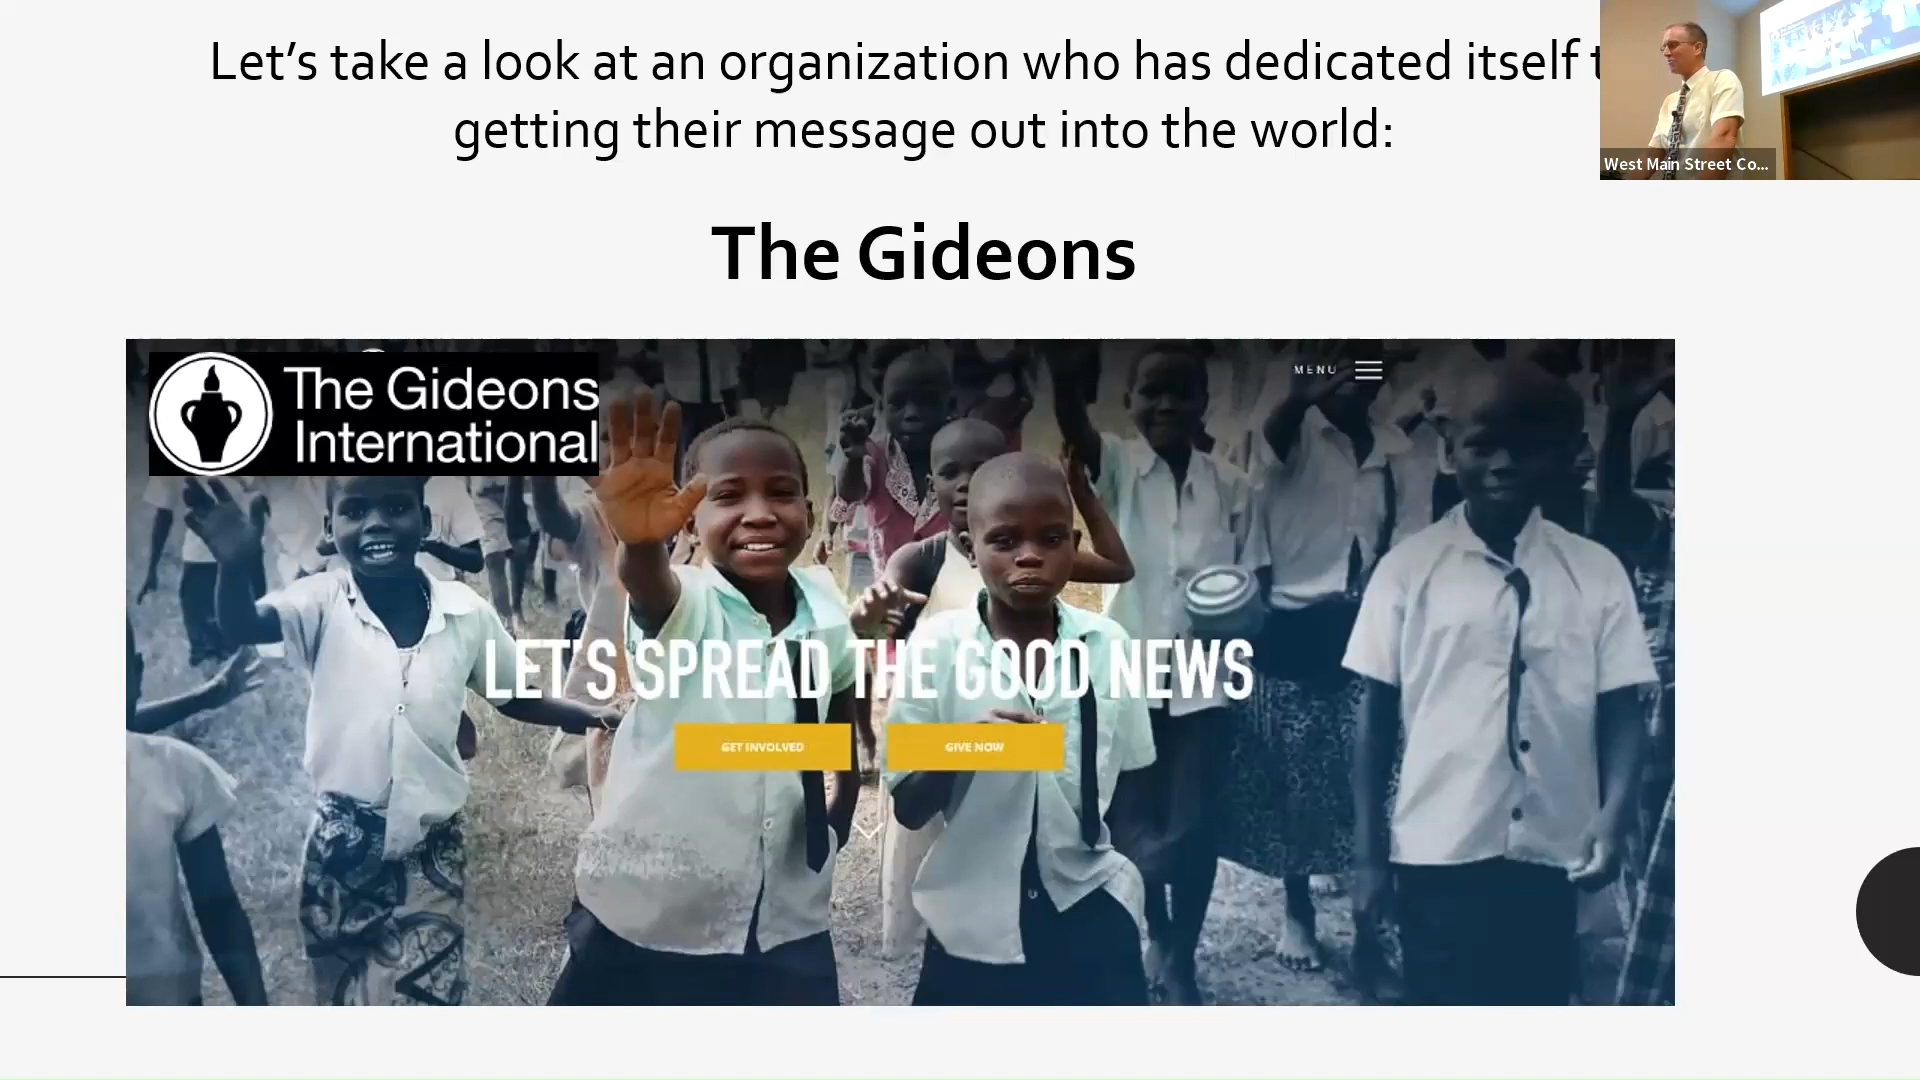 Let's take a look at an organization who has dedicated itself
getting their message out into the world:
West Main Street Co...
The Gideons
The Gideons
International
MENU
LET'S SPREAD THE GOOD NEWS
GET INVOLVED
GIVE NOW